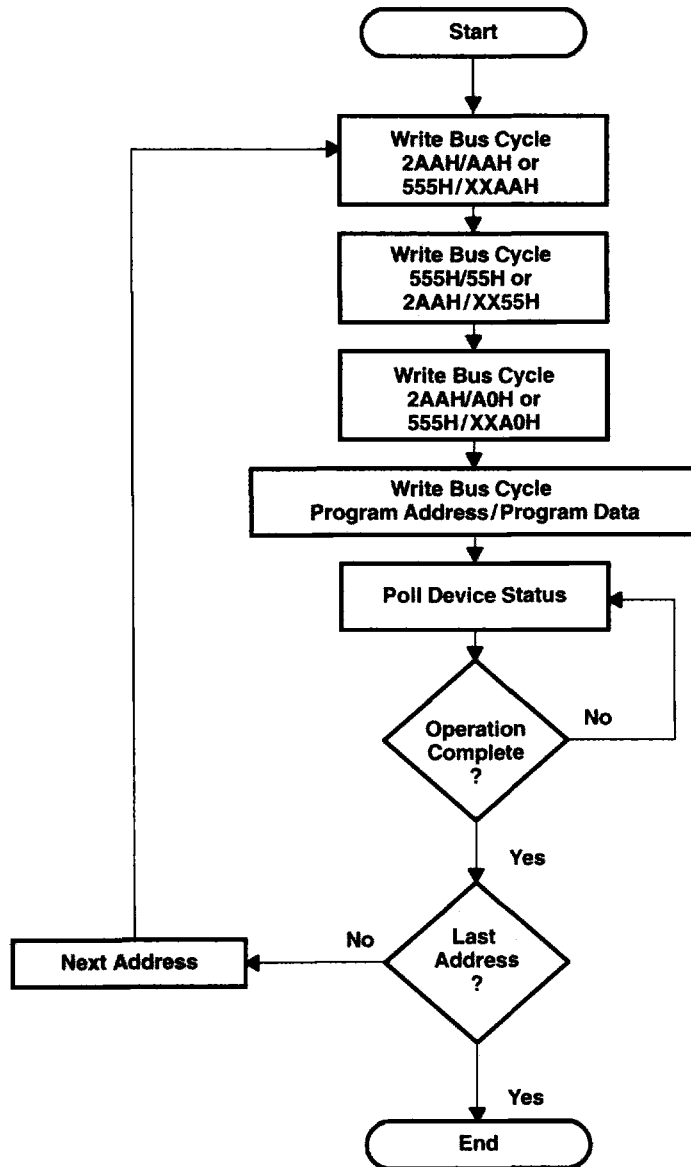 Start
Write Bus Cycle
2AAH/AAH or
555H/XXAAH
Write Bus Cycle
555H/55H or
2AAH/XX55H
Write Bus Cycle
2AAH/A0H or
555H/XXA0H
Write Bus Cycle
Program Address/Program Data
Poll Device Status
Operation
Complete
?
No
Yes
Last
Address
?
No
Next Address
Yes
End